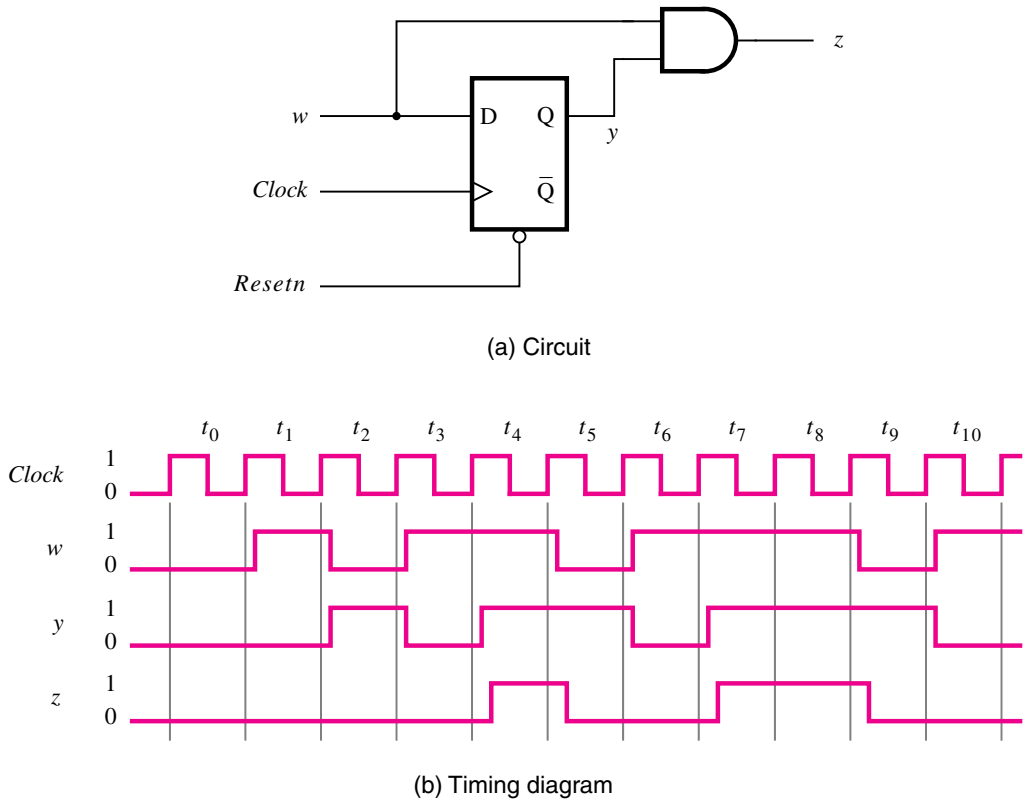 z
w
D Q
y
Clock
Q̅
Resetn
(a) Circuit
t0 t1 t2 t3 t4 t5 t6 t7 t8 t9 t10
Clock
1
0
w
1
0
y
1
0
z
1
0
(b) Timing diagram